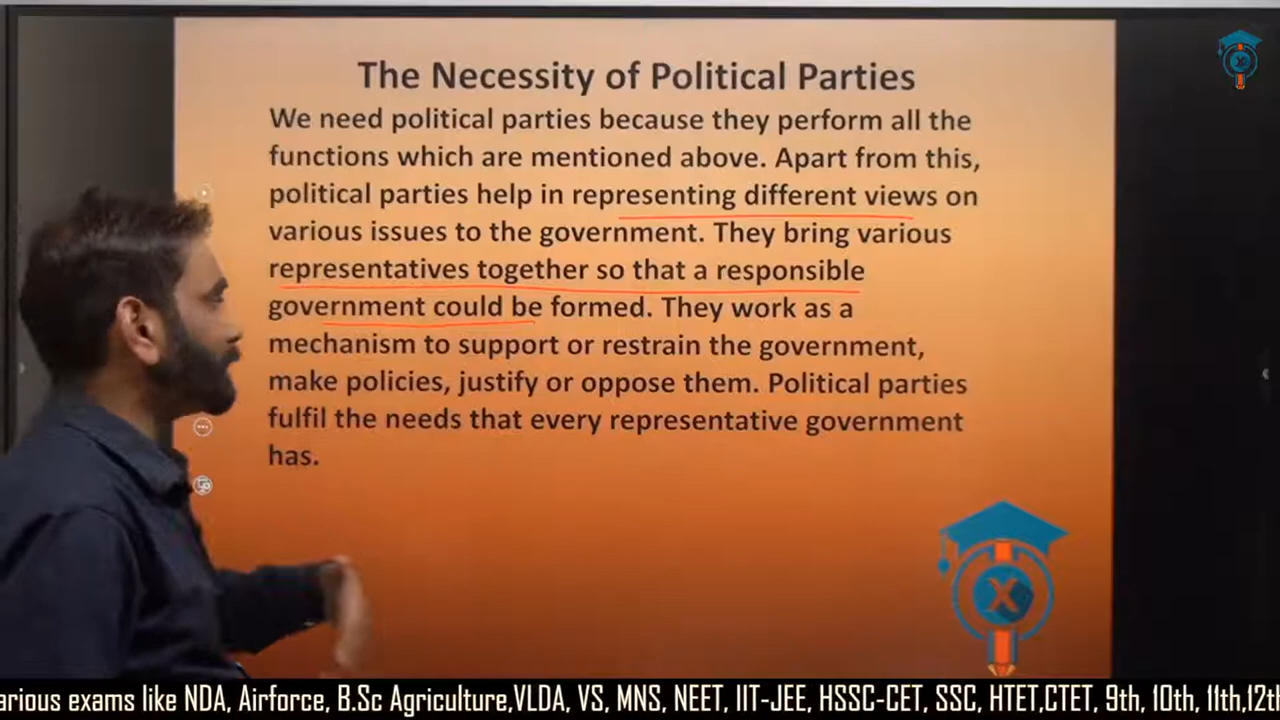 The Necessity of Political Parties
We need political parties because they perform all the
functions which are mentioned above. Apart from this,
political parties help in representing different views on
various issues to the government. They bring various
representatives together so that a responsible
government could be formed. They work as a
mechanism to support or restrain the government,
make policies, justify or oppose them. Political parties
fulfil the needs that every representative government
has.
X
X
arious exams like NDA, Airforce, B.Sc Agriculture,VLDA, VS, MNS, NEET, IIT-JEE, HSSC-CET, SSC, HTET,CTET, 9th, 10th, 11th,12th